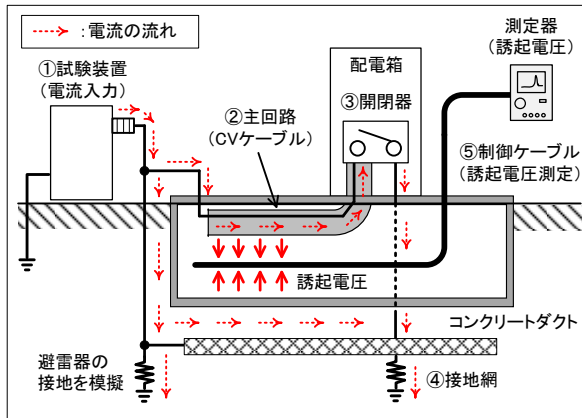 :電流の流れ
測定器
(誘起電圧)
①試験装置
(電流入力)
配電箱
②主回路
(CVケーブル)
③開閉器
⑤制御ケーブル
(誘起電圧測定)
誘起電圧
コンクリートダクト
避雷器の
接地を模擬
④接地網